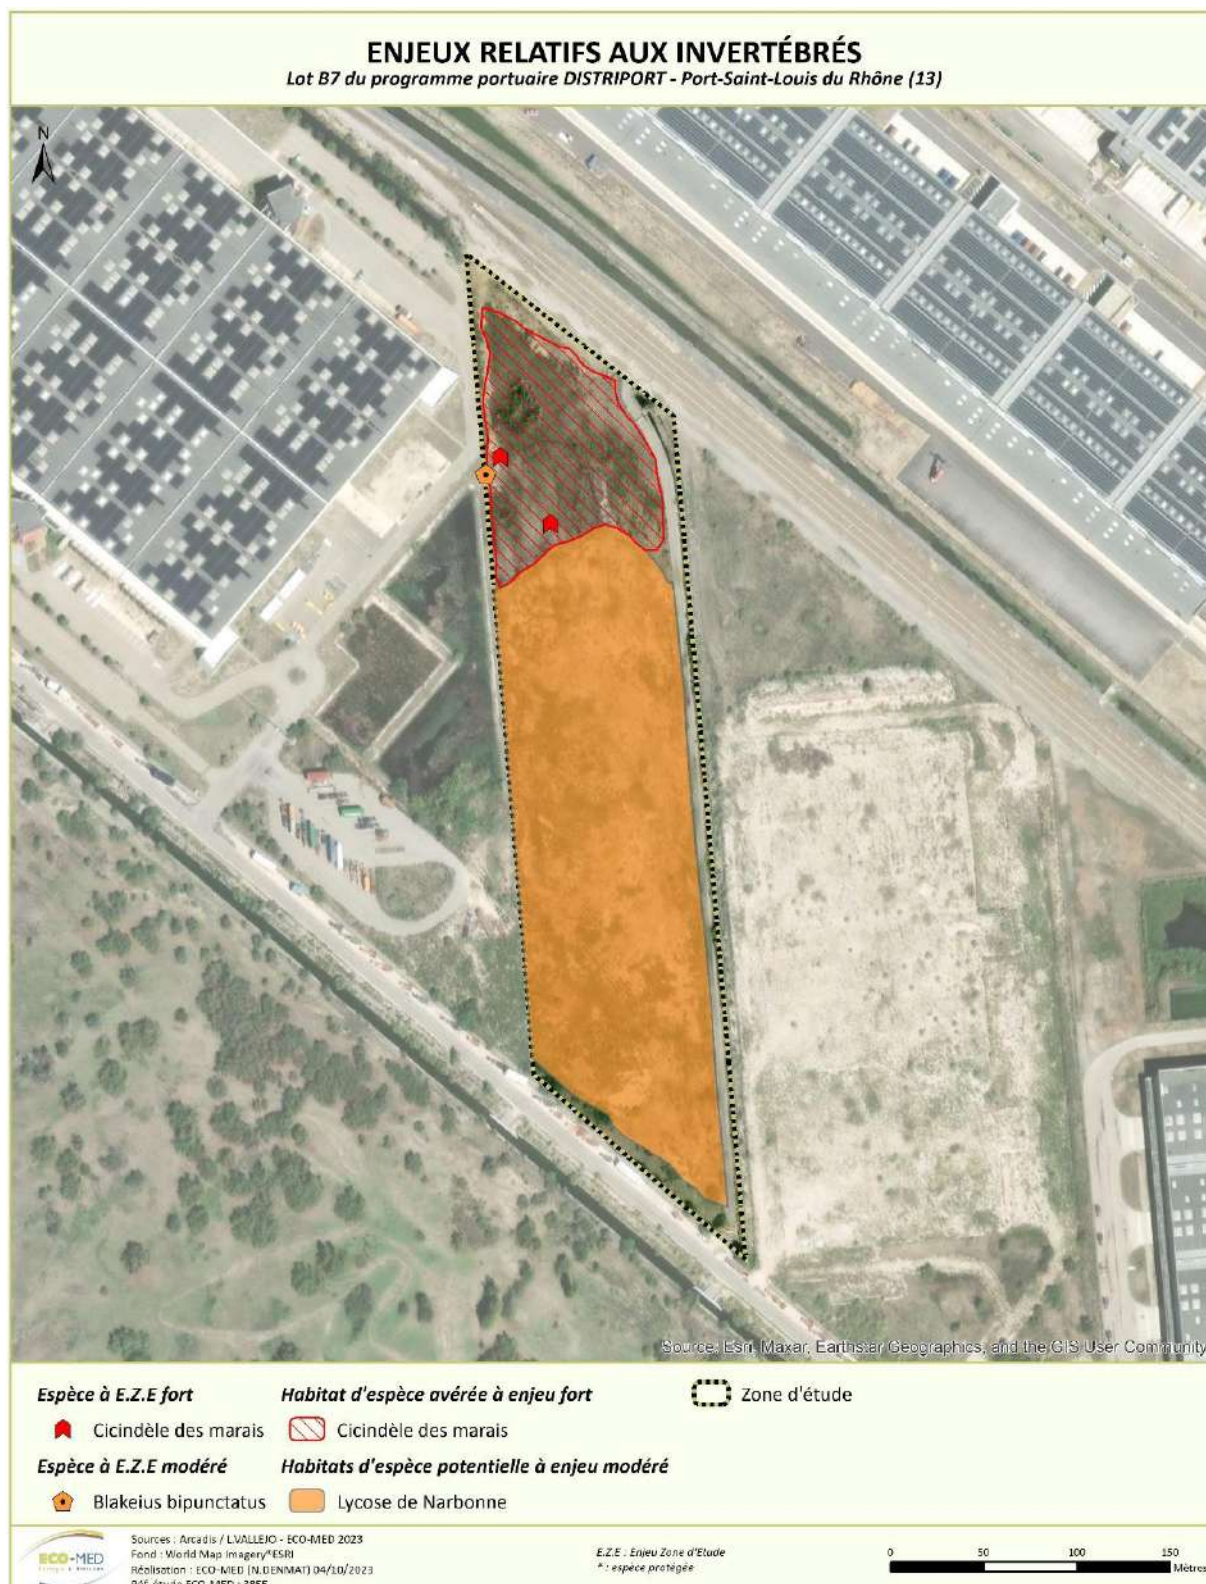 ENJEUX RELATIFS AUX INVERTÉBRÉS
Lot B7 du programme portuaire DISTRIPORT - Port-Saint-Louis du Rhône (13)
N
Source: Esri, Maxar, Earthstar Geographics, and the GIS User Community
Espèce à E.Z.E fort
Habitat d'espèce avérée à enjeu fort
Zone d'étude
Cicindèle des marais
Cicindèle des marais
Espèce à E.Z.E modéré
Habitats d'espèce potentielle à enjeu modéré
Blakeius bipunctatus
Lycose de Narbonne
ECO-MED
Sources : Arcadis / L.VALLEJO - ECO-MED 2023
Fond : World Map Imagery®ESRI
Réalisation : ECO-MED (N.DENMAT) 04/10/2023
E.Z.E : Enjeu Zone d'Etude
* : espèce protégée
0 50 100 150
Mètres